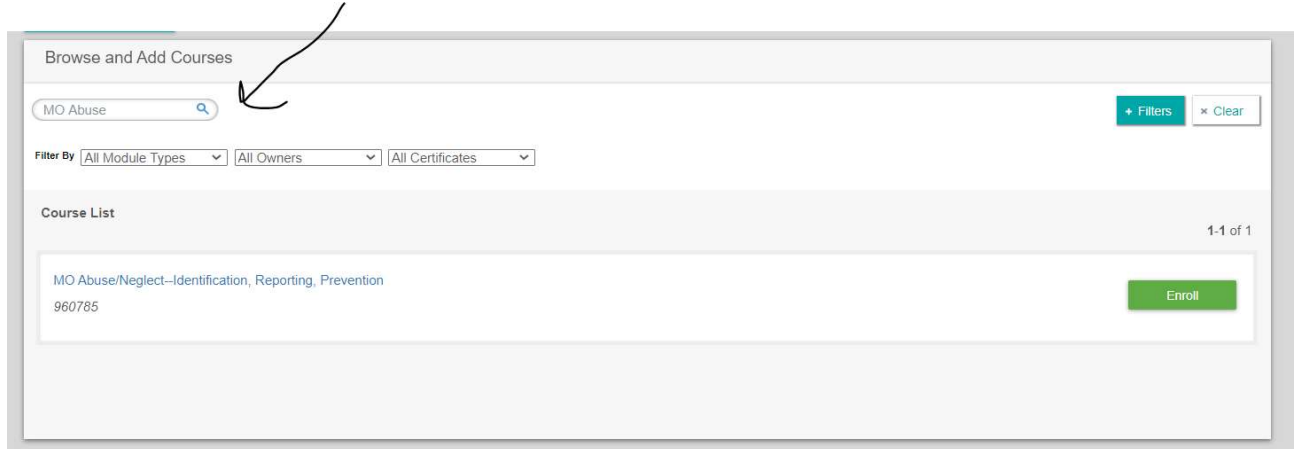 Browse and Add Courses
MO Abuse
+ Filters
× Clear
Filter By All Module Types All Owners All Certificates
Course List
1-1 of 1
MO Abuse/Neglect--Identification, Reporting, Prevention
960785
Enroll